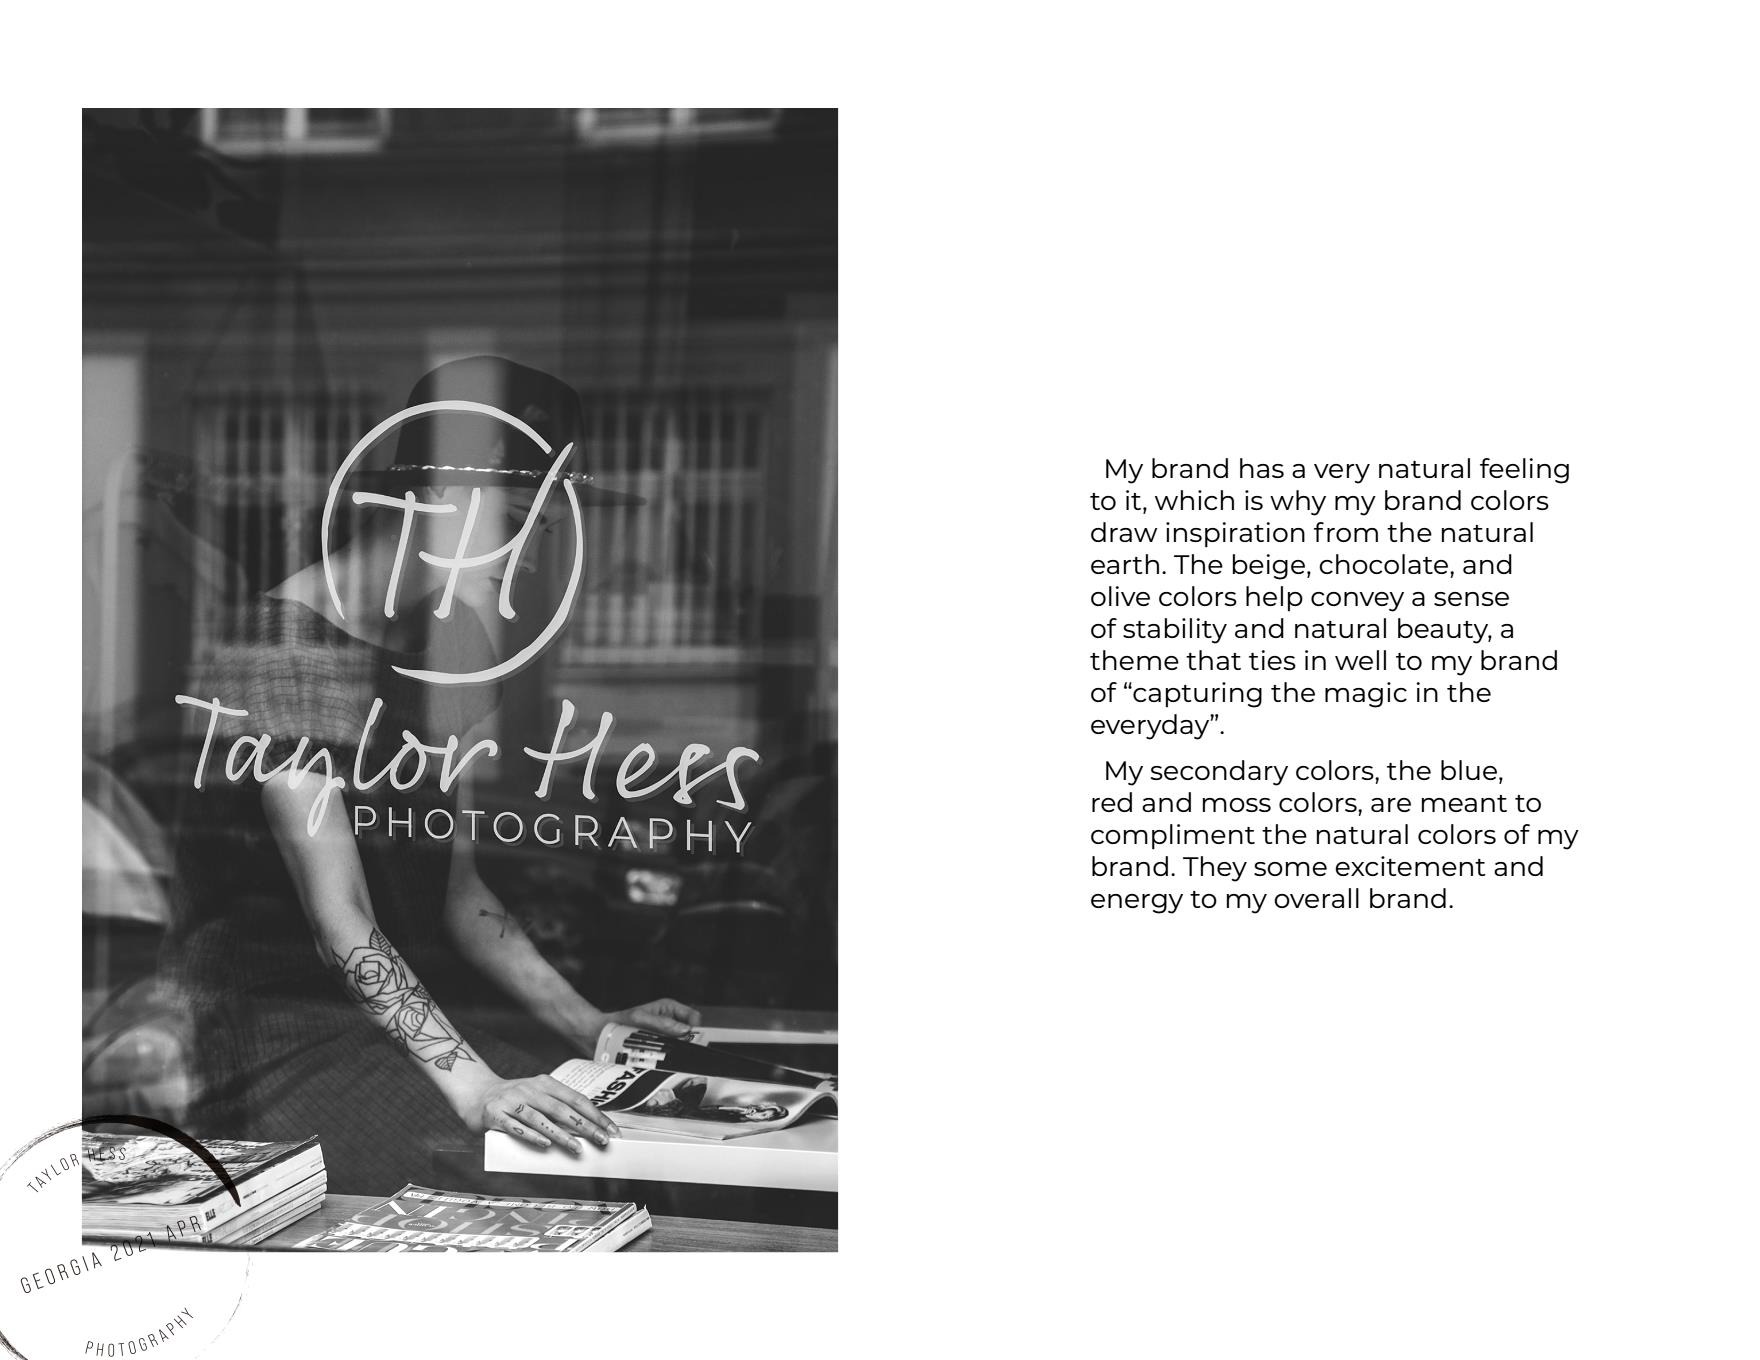 TH
Taylor Hess
PHOTOGRAPHY
FASHI
ELLE
ELLE
TAYLOR HESS
GEORGIA 2021 APR
PHOTOGRAPHY
My brand has a very natural feeling
to it, which is why my brand colors
draw inspiration from the natural
earth. The beige, chocolate, and
olive colors help convey a sense
of stability and natural beauty, a
theme that ties in well to my brand
of “capturing the magic in the
everyday”.
My secondary colors, the blue,
red and moss colors, are meant to
compliment the natural colors of my
brand. They some excitement and
energy to my overall brand.